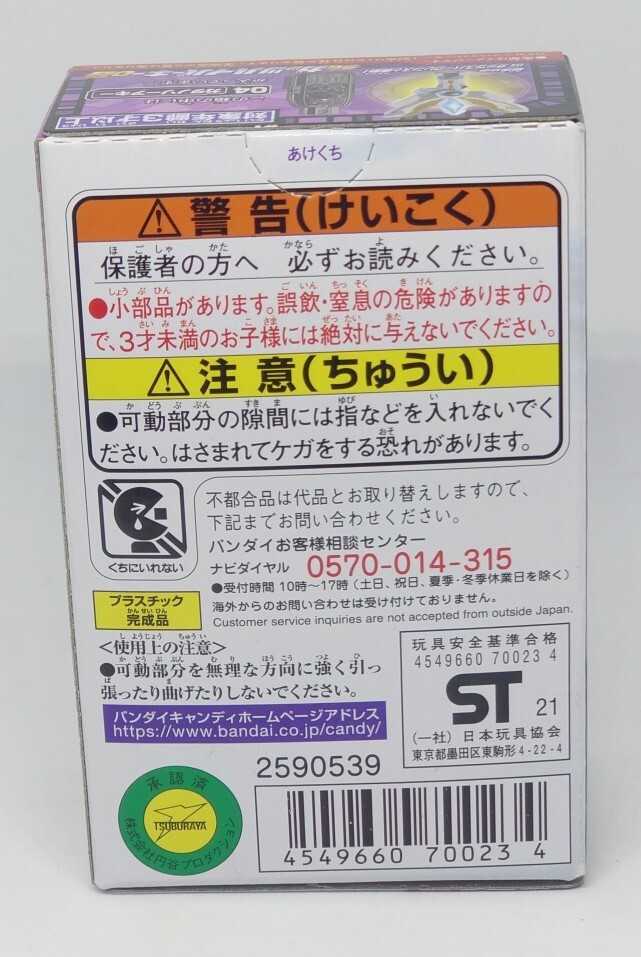 対象年齢3才以上
04
あけくち
警告(けいこく)
保護者の方へ 必ずお読みください。
●小部品があります。誤飲・窒息の危険がありますの
で、3才未満のお子様には絶対に与えないでください。
注意(ちゅうい)
●可動部分の隙間には指などを入れないでく
ださい。はさまれてケガをする恐れがあります。
くちにいれない
不都合品は代品とお取り替えしますので、
下記までお問い合わせください。
バンダイお客様相談センター
ナビダイヤル 0570-014-315
●受付時間 10時〜17時(土日、祝日、夏季・冬季休業日を除く)
海外からのお問い合わせは受け付けておりません。
Customer service inquiries are not accepted from outside Japan.
プラスチック
完成品
<使用上の注意>
●可動部分を無理な方向に強く引っ
張ったり曲げたりしないでください。
バンダイキャンディホームページアドレス
https://www.bandai.co.jp/candy/
玩具安全基準合格
4549660 70023 4
ST 21
(一社) 日本玩具協会
東京都墨田区東駒形4-22-4
2590539
承認済
TSUBURAYA
株式会社円谷プロダクション
4549660 700234